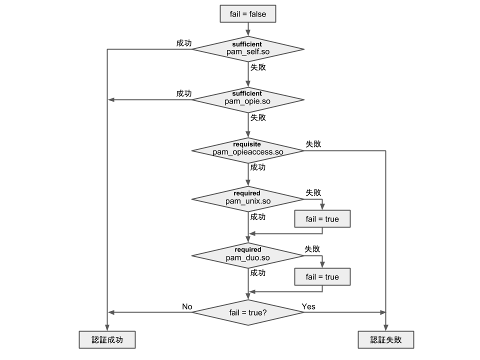 fail = false
sufficient
pam_self.so
成功
失敗
sufficient
pam_opie.so
成功
失敗
requisite
pam_opieaccess.so
失敗
成功
required
pam_unix.so
失敗
成功
fail = true
required
pam_duo.so
失敗
成功
fail = true
No
fail = true?
Yes
認証成功
認証失敗